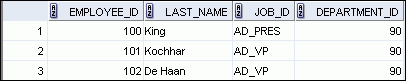 EMPLOYEE_ID LAST_NAME JOB_ID DEPARTMENT_ID
1 100 King AD_PRES 90
2 101 Kochhar AD_VP 90
3 102 De Haan AD_VP 90